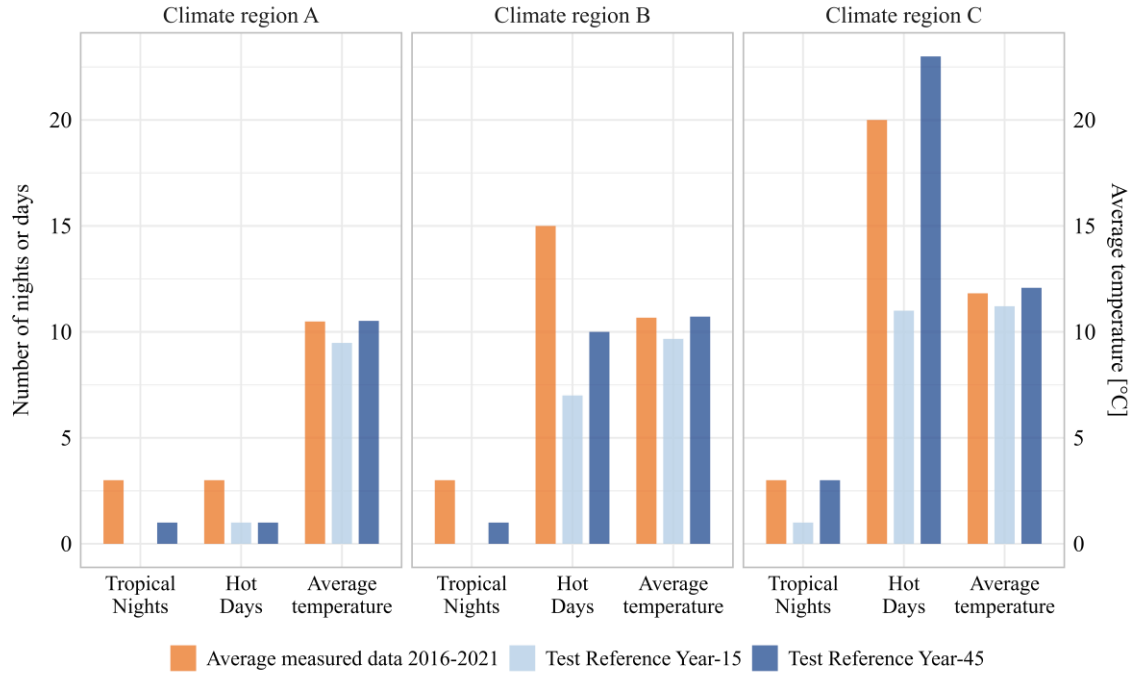 Climate region A
Climate region B
Climate region C
Number of nights or days
20
15
10
5
0
20
15
10
5
0
Average temperature [°C]
Tropical
Nights
Hot
Days
Average
temperature
Tropical
Nights
Hot
Days
Average
temperature
Tropical
Nights
Hot
Days
Average
temperature
Average measured data 2016-2021
Test Reference Year-15
Test Reference Year-45